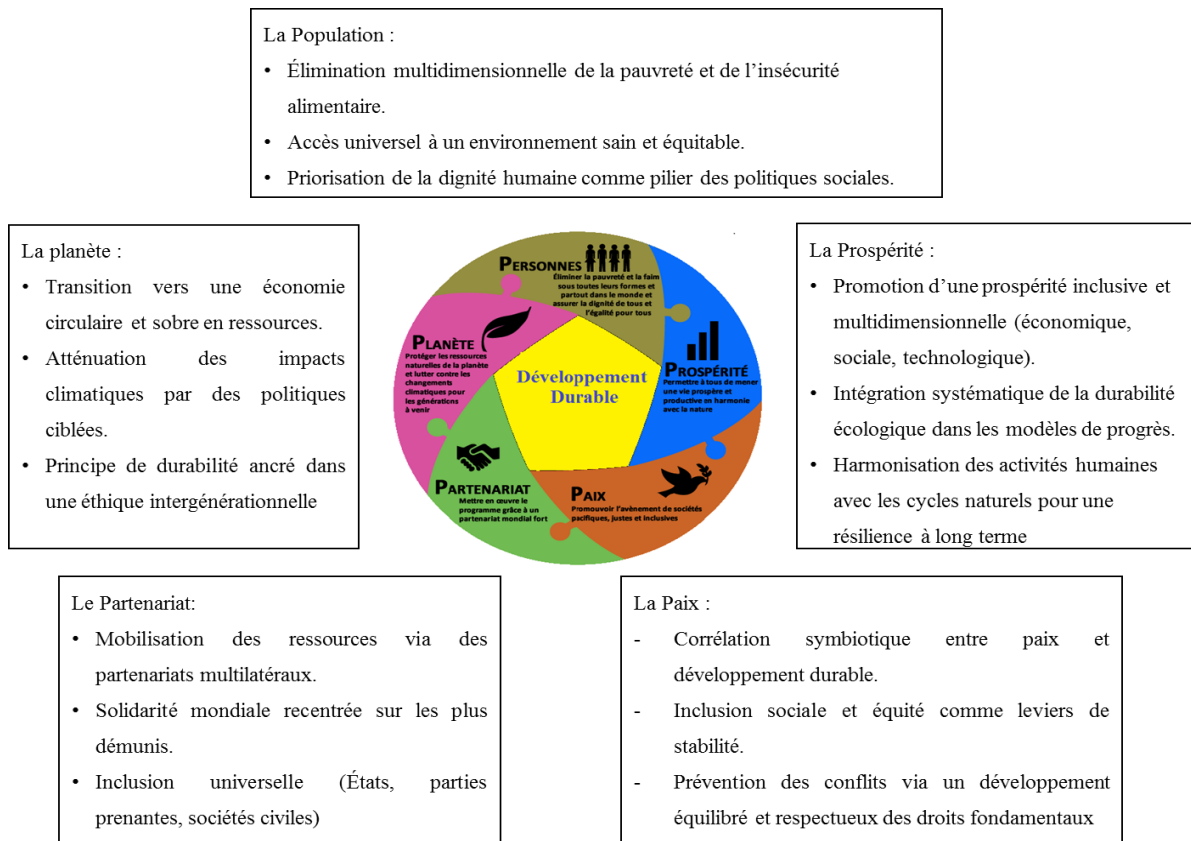 La Population :
• Élimination multidimensionnelle de la pauvreté et de l’insécurité
alimentaire.
• Accès universel à un environnement sain et équitable.
• Priorisation de la dignité humaine comme pilier des politiques sociales.
La planète :
• Transition vers une économie
circulaire et sobre en ressources.
• Atténuation des impacts
climatiques par des politiques
ciblées.
• Principe de durabilité ancré dans
une éthique intergénérationnelle
PERSONNES
Éliminer la pauvreté et la faim
sous toutes leurs formes et
partout dans le monde et
assurer la dignité de tous et
l'égalité pour tous
PLANÈTE
Protéger les ressources
naturelles de la planète
et lutter contre les
changements
climatiques pour
les générations
à venir
Développement
Durable
PROSPÉRITÉ
Permettre à tous de mener
une vie prospère et
productive en harmonie
avec la nature
PARTENARIAT
Mettre en œuvre le
programme grâce à un
partenariat mondial fort
PAIX
Promouvoir l'avènement de sociétés
pacifiques, justes et inclusives
La Prospérité :
• Promotion d’une prospérité inclusive et
multidimensionnelle (économique,
sociale, technologique).
• Intégration systématique de la durabilité
écologique dans les modèles de progrès.
• Harmonisation des activités humaines
avec les cycles naturels pour une
résilience à long terme
Le Partenariat:
• Mobilisation des ressources via des
partenariats multilatéraux.
• Solidarité mondiale recentrée sur les plus
démunis.
• Inclusion universelle (États, parties
prenantes, sociétés civiles)
La Paix :
- Corrélation symbiotique entre paix et
développement durable.
- Inclusion sociale et équité comme leviers de
stabilité.
- Prévention des conflits via un développement
équilibré et respectueux des droits fondamentaux